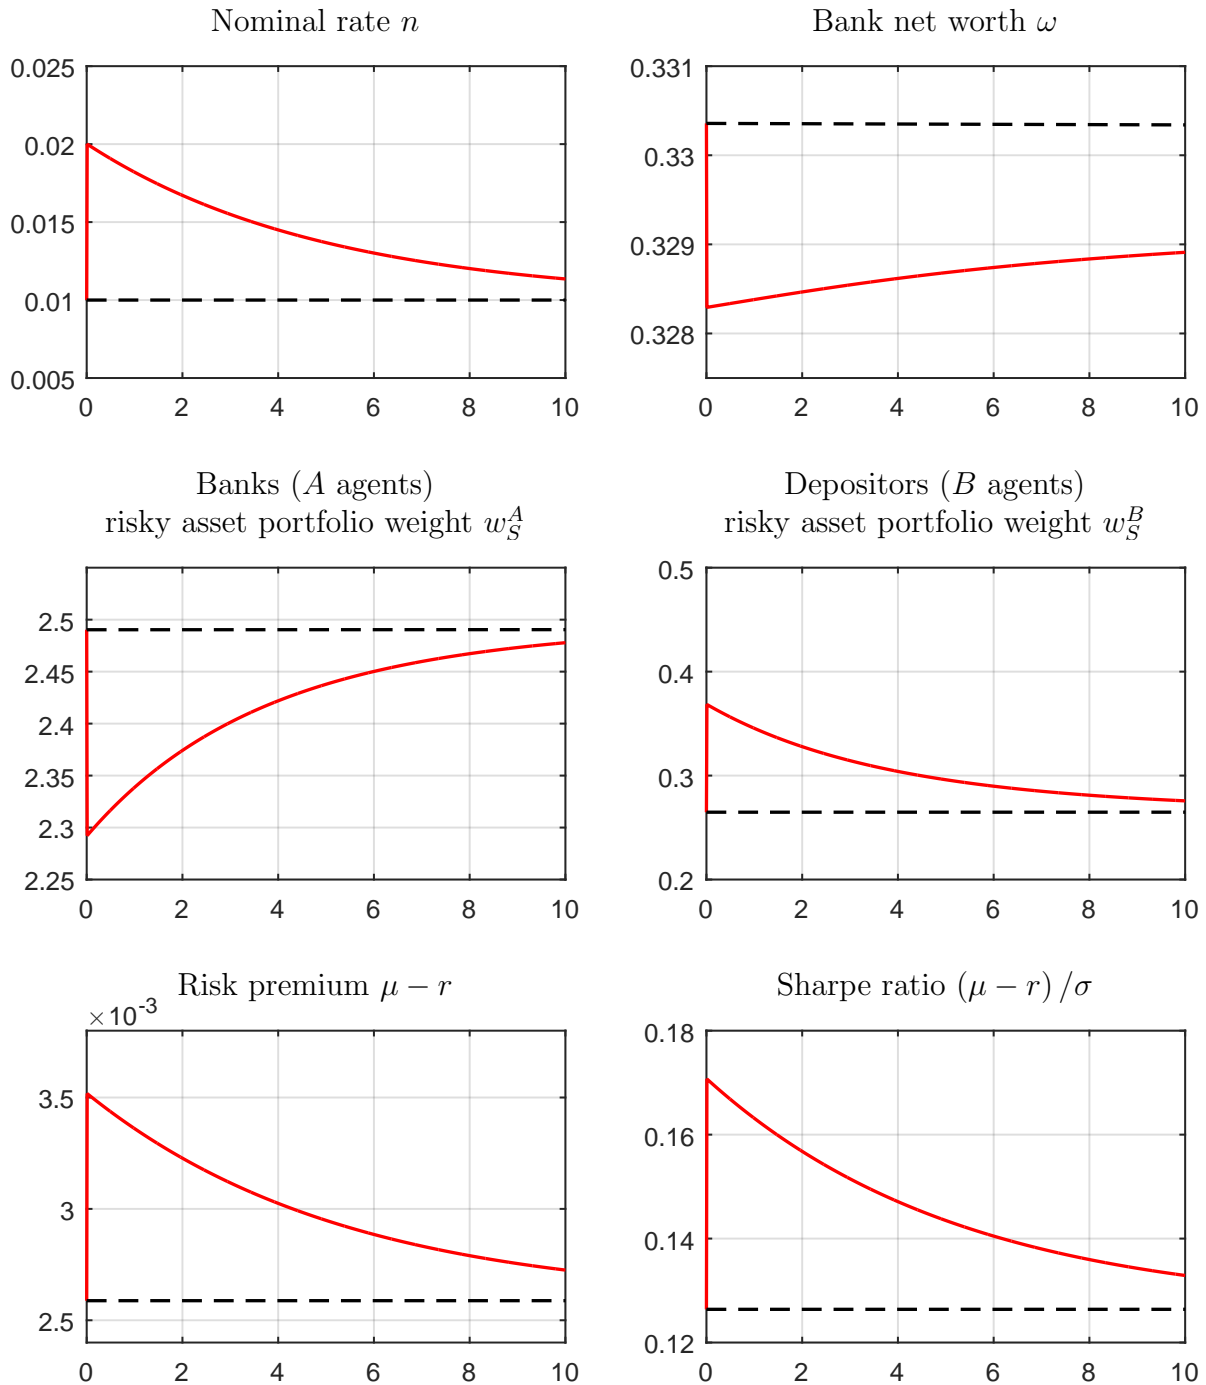 Nominal rate n
0.025
0.02
0.015
0.01
0.005
0 2 4 6 8 10
Bank net worth ω
0.331
0.33
0.329
0.328
0 2 4 6 8 10
Banks (A agents)
risky asset portfolio weight w_S^A
2.5
2.45
2.4
2.35
2.3
2.25
0 2 4 6 8 10
Depositors (B agents)
risky asset portfolio weight w_S^B
0.5
0.4
0.3
0.2
0 2 4 6 8 10
Risk premium μ − r
×10^-3
3.5
3
2.5
0 2 4 6 8 10
Sharpe ratio (μ − r) /σ
0.18
0.16
0.14
0.12
0 2 4 6 8 10